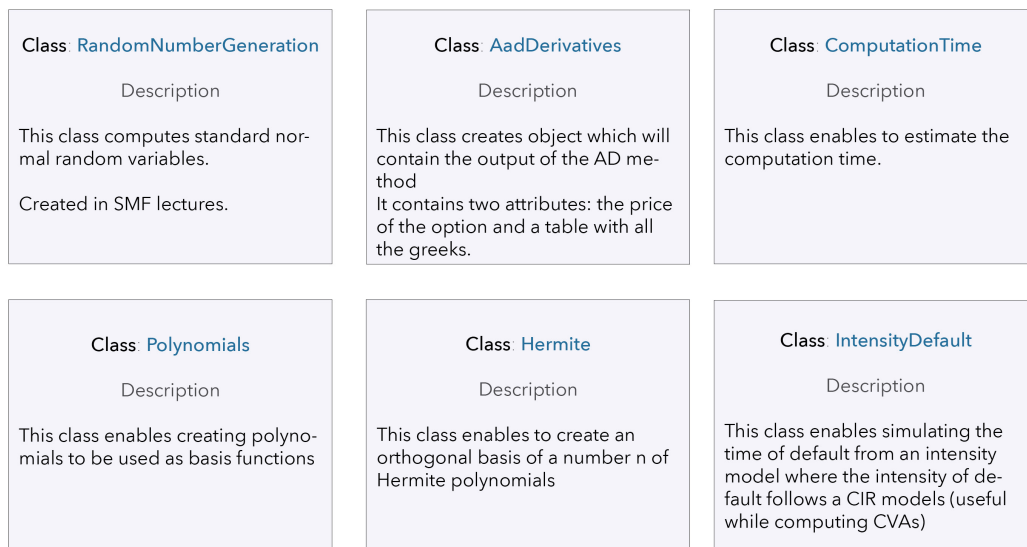 Class: RandomNumberGeneration
Description
This class computes standard nor-
mal random variables.
Created in SMF lectures.
Class: AadDerivatives
Description
This class creates object which will
contain the output of the AD me-
thod
It contains two attributes: the price
of the option and a table with all
the greeks.
Class: ComputationTime
Description
This class enables to estimate the
computation time.
Class: Polynomials
Description
This class enables creating polyno-
mials to be used as basis functions
Class: Hermite
Description
This class enables to create an
orthogonal basis of a number n of
Hermite polynomials
Class: IntensityDefault
Description
This class enables simulating the
time of default from an intensity
model where the intensity of de-
fault follows a CIR models (useful
while computing CVAs)